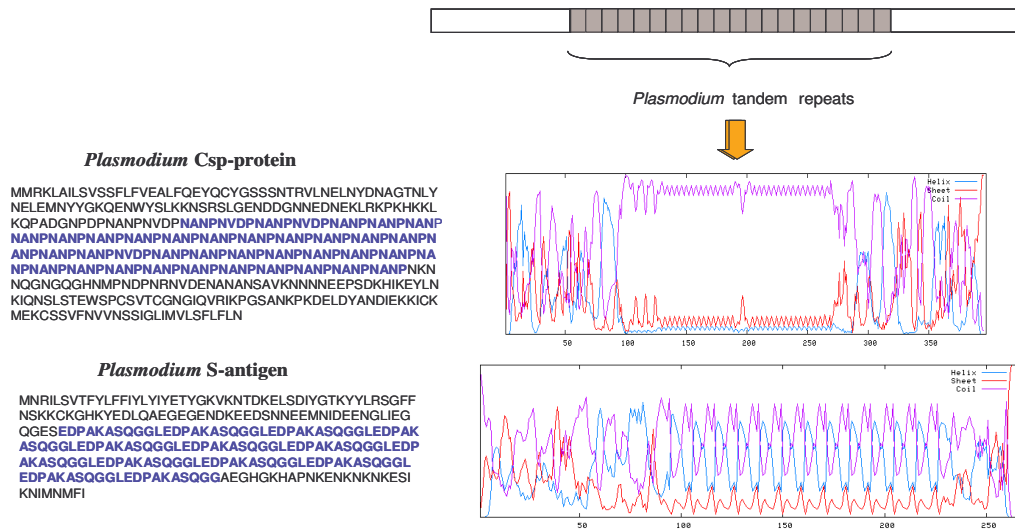 Plasmodium tandem repeats
Plasmodium Csp-protein
MMRKLAILSVSSFLFVEALFQEYQCYGSSSNTRVLNELNYDNAGTNLY
NELEMNYYGKQENWYSLKKNSRSLGENDDGNNEDNEKLRKPKHKKL
KQPADGNPDPNANPNVDPNANPNVDPNANPNVDPNANPNANPNANP
NANPNANPNANPNANPNANPNANPNANPNANPNANPNANPNANPN
ANPNANPNANPNVDPNANPNANPNANPNANPNANPNANPNANPNA
NPNANPNANPNANPNANPNANPNANPNANPNANPNANPNANPNKN
NQGNGQGHNMPNDPNRNVDENANANSAVKNNNNEEPSDKHIKEYLN
KIQNSLSTEWSPCSVTCGNGIQVRIKPGSANKPKDELDYANDIEKKICK
MEKCSSVFNVVNSSIGLIMVLSFLFLN
Helix
Sheet
Coil
50 100 150 200 250 300 350
Plasmodium S-antigen
MNRILSVTFYLFFIYLYIYETYGKVKNTDKELSDIYGTKYYLRSGFF
NSKKCKGHKYEDLQAEGEGENDKEEDSNNEEMNIDEENGLIEG
QGESEDPAKASQGGLEDPAKASQGGLEDPAKASQGGLEDPAK
ASQGGLEDPAKASQGGLEDPAKASQGGLEDPAKASQGGLEDP
AKASQGGLEDPAKASQGGLEDPAKASQGGLEDPAKASQGGL
EDPAKASQGGLEDPAKASQGGAEGHGKHAPNKENKNKNKESI
KNIMNMFI
Helix
Sheet
Coil
50 100 150 200 250